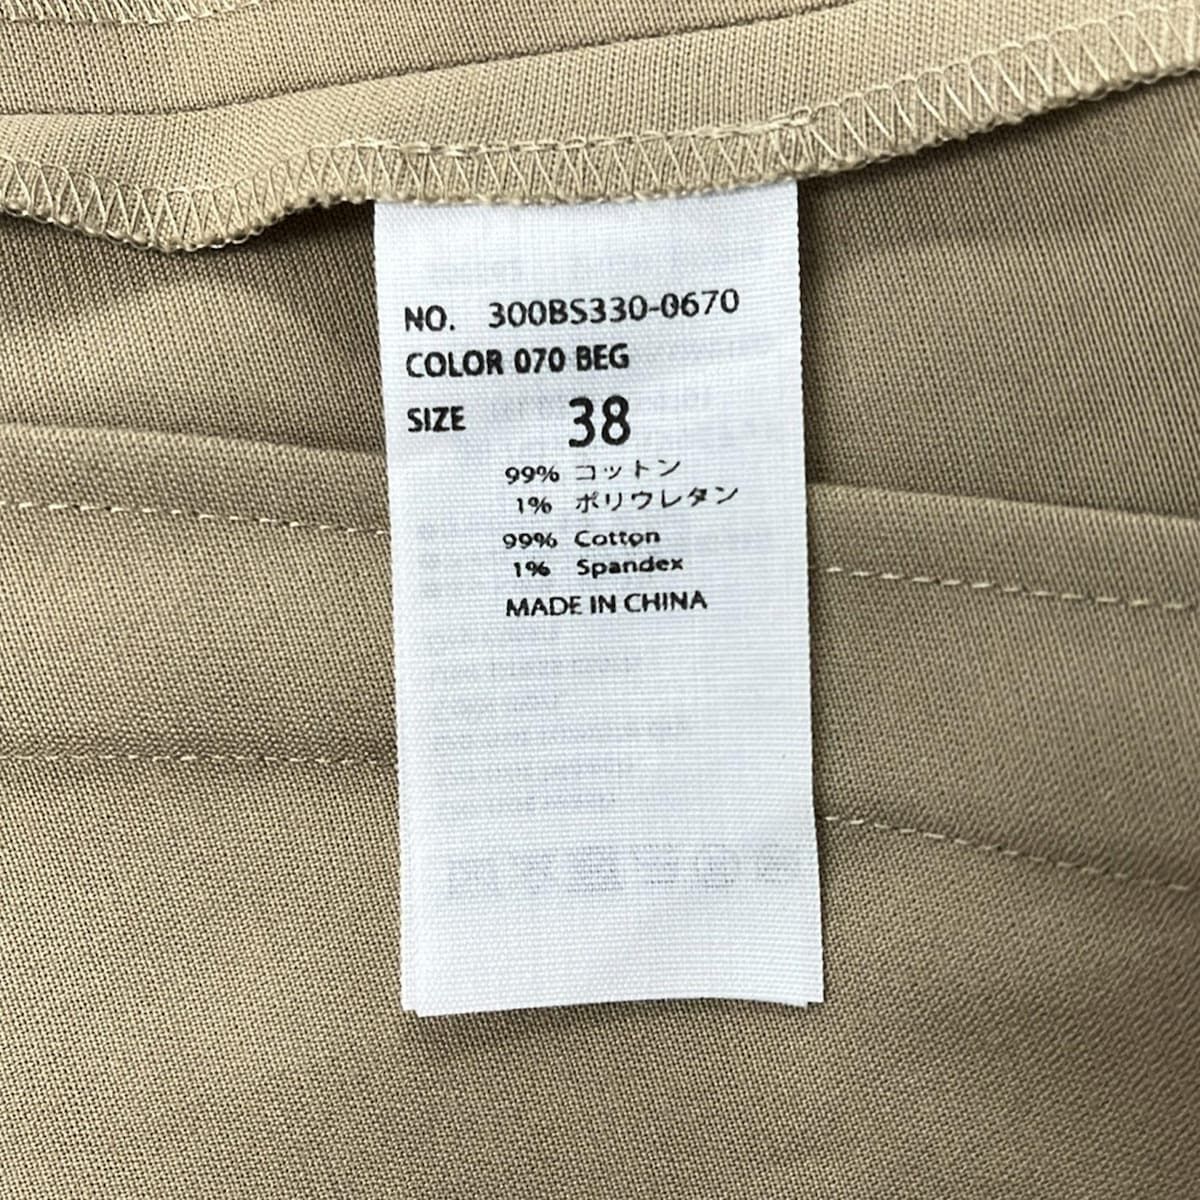 NO. 300BS330-0670
COLOR 070 BEG
SIZE 38
99% コットン
1% ポリウレタン
99% Cotton
1% Spandex
MADE IN CHINA